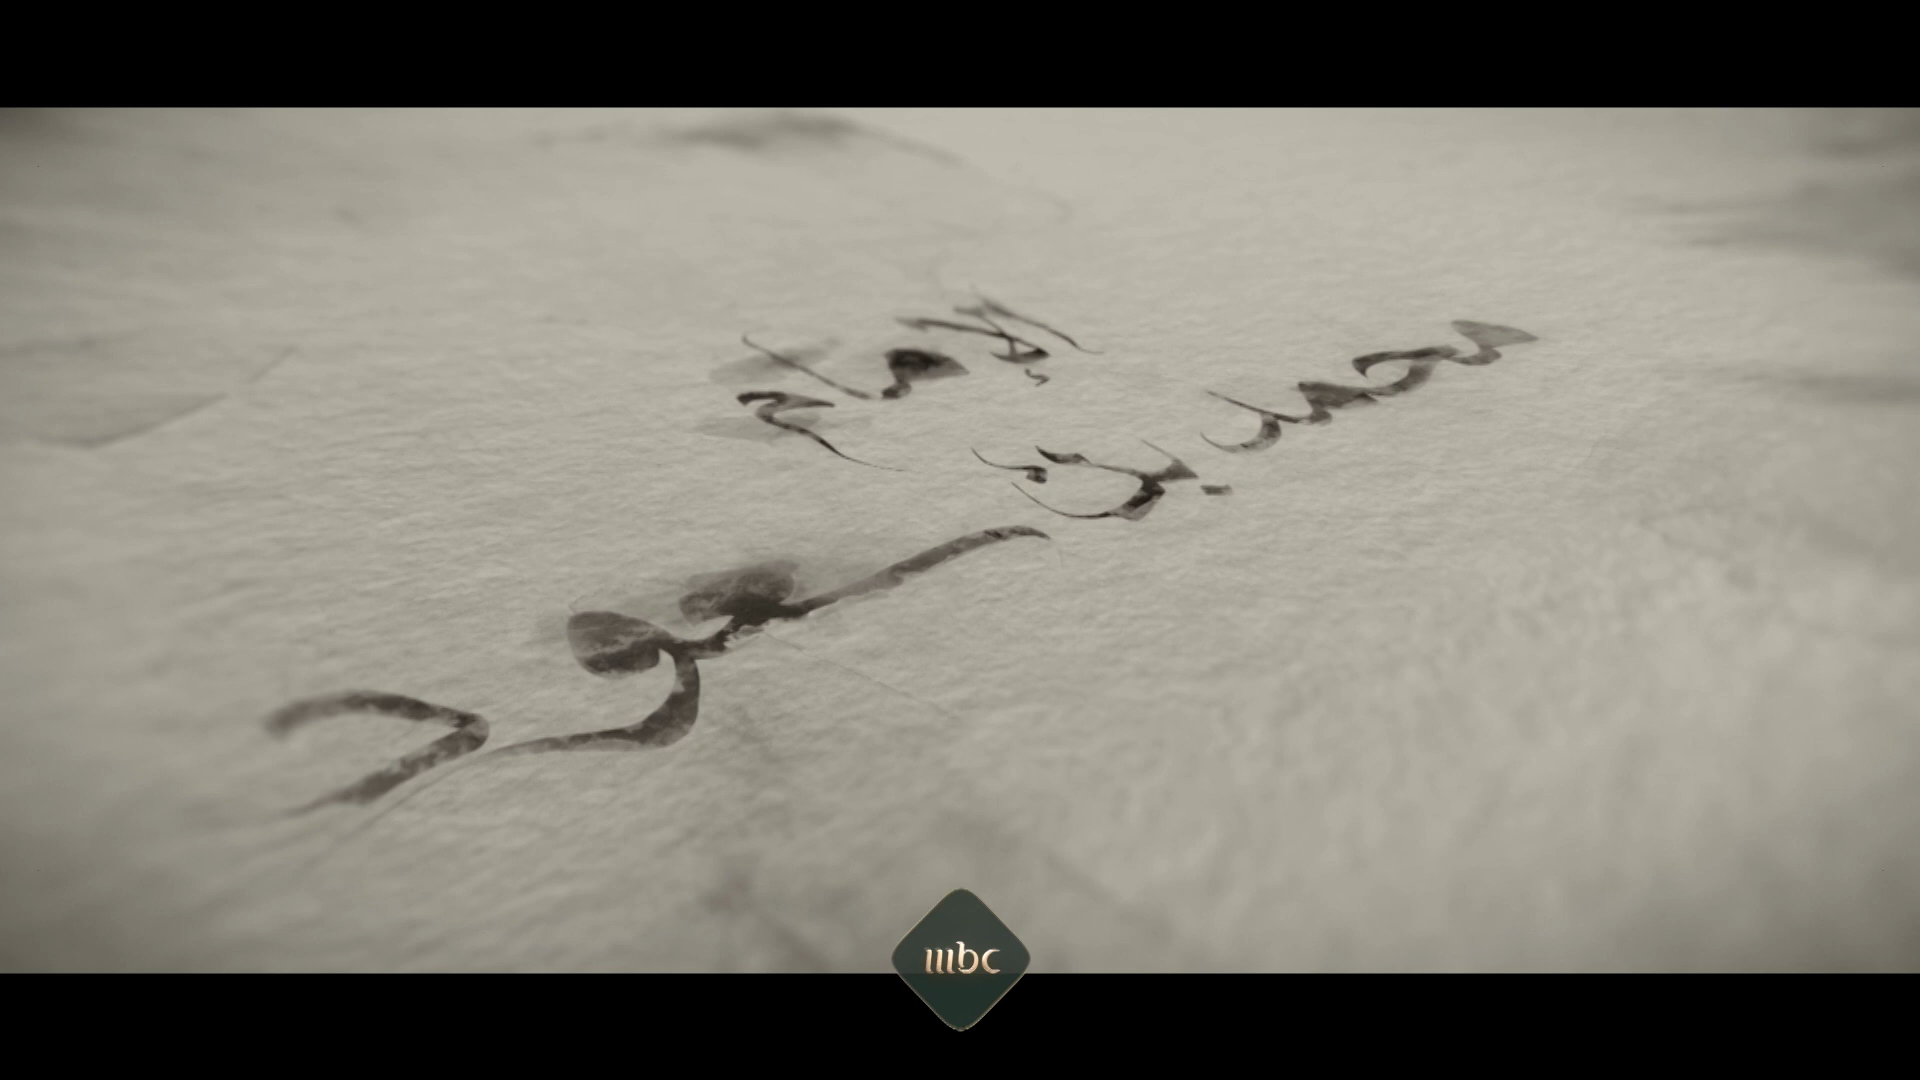 الإمام
محمد بن
سعود
mbc